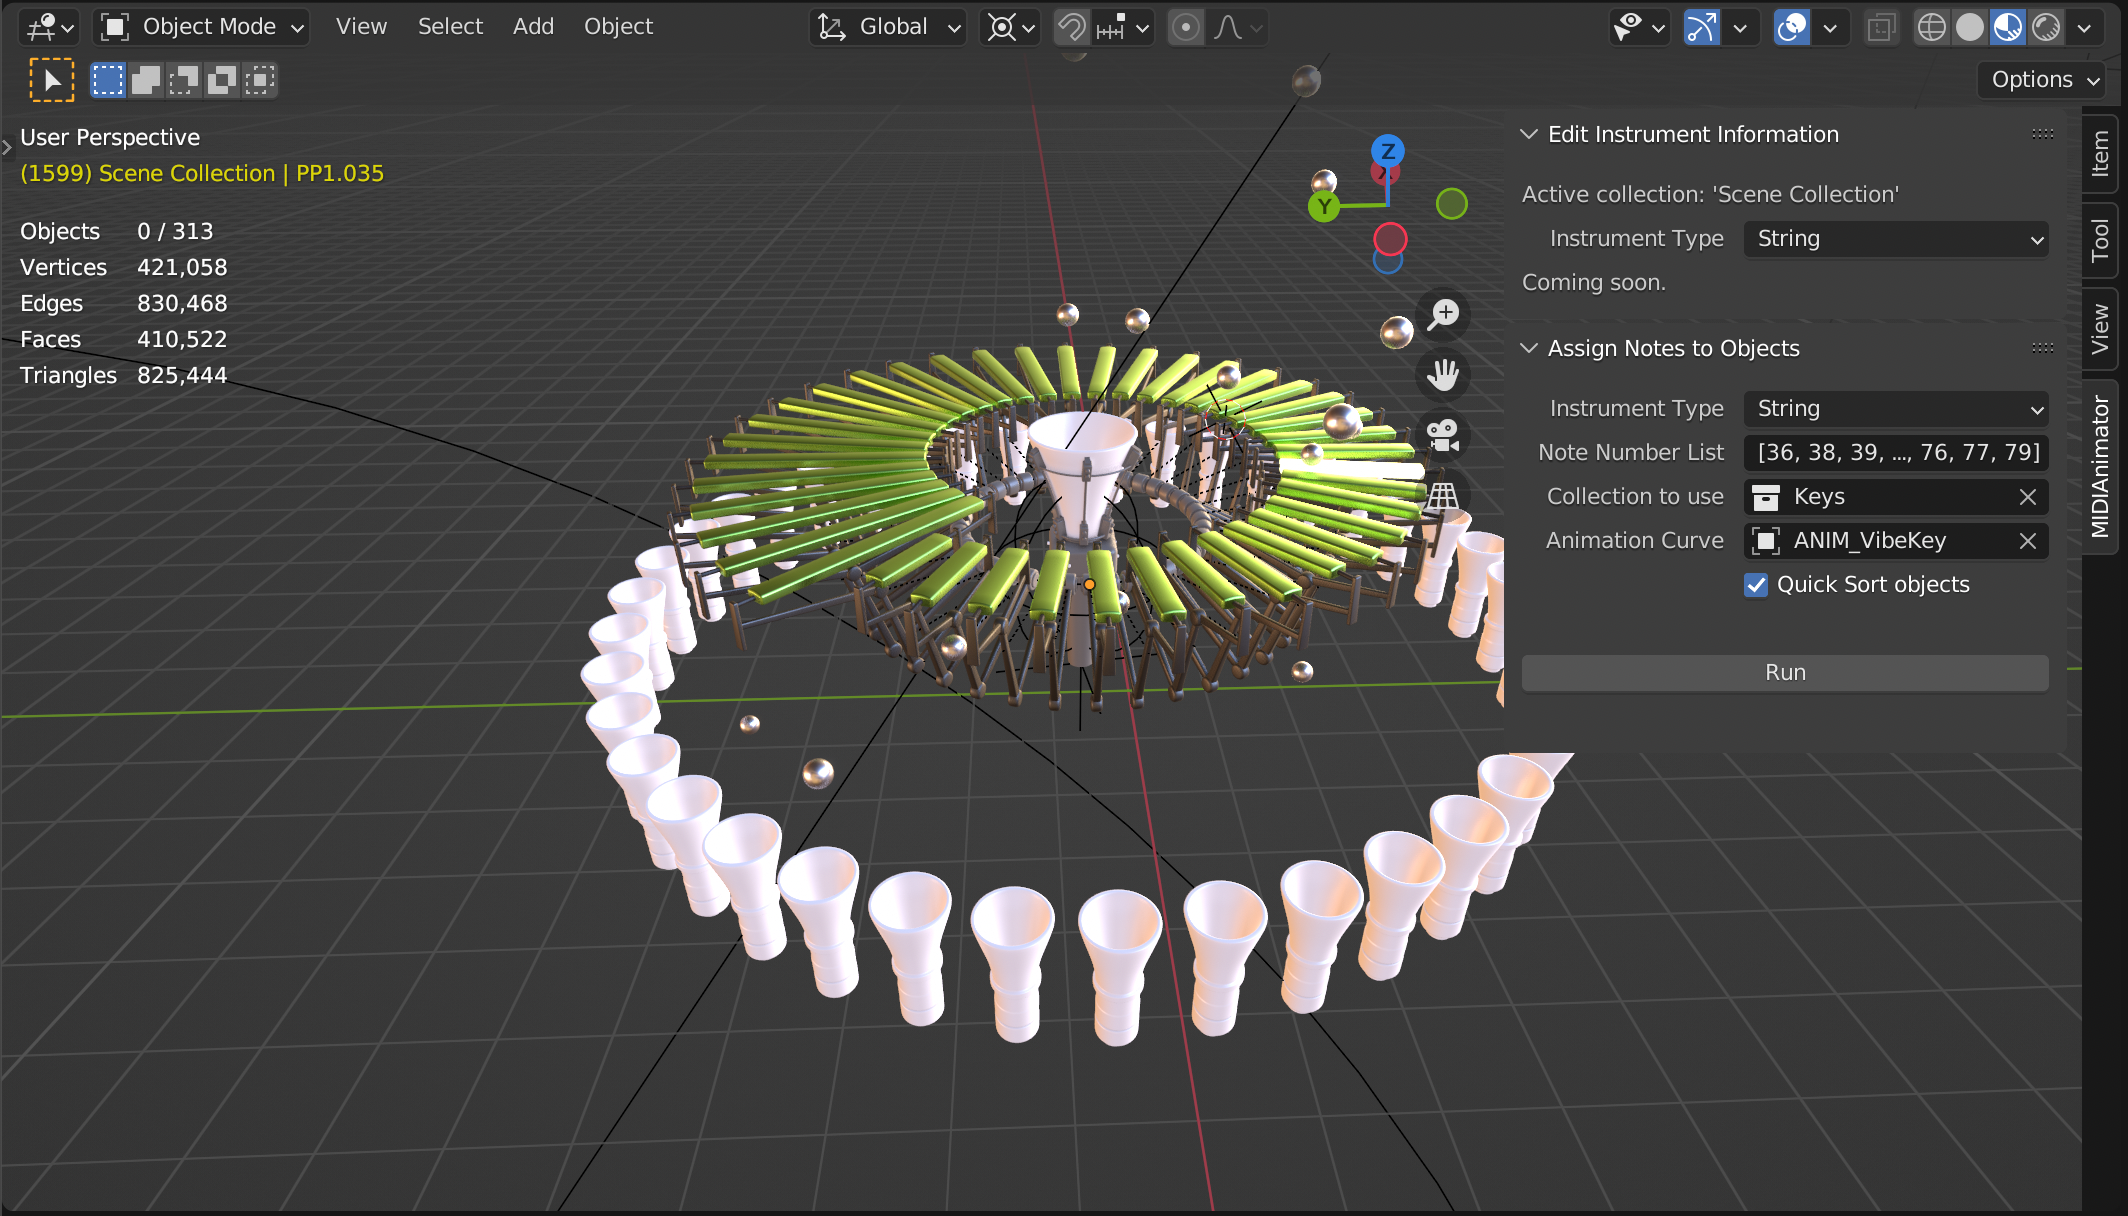 Object Mode View Select Add Object Global
Options
User Perspective
(1599) Scene Collection | PP1.035
Objects 0 / 313
Vertices 421,058
Edges 830,468
Faces 410,522
Triangles 825,444
Z
X
Y
Edit Instrument Information
Active collection: 'Scene Collection'
Instrument Type String
Coming soon.
Assign Notes to Objects
Instrument Type String
Note Number List [36, 38, 39, ..., 76, 77, 79]
Collection to use Keys
Animation Curve ANIM_VibeKey
Quick Sort objects
Run
Item
Tool
View
MIDIAnimator